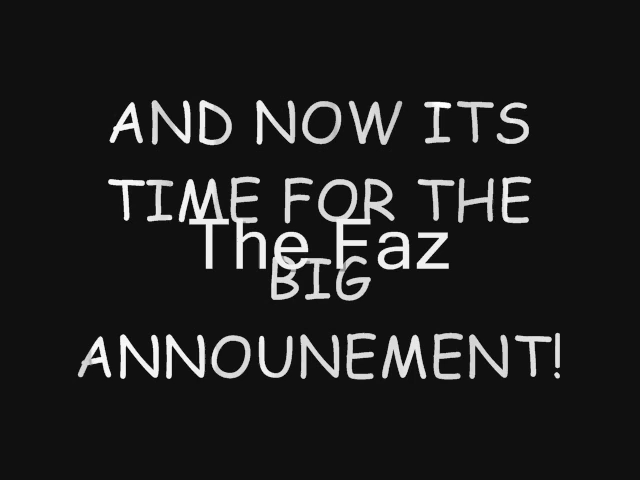 AND NOW ITS
TIME FOR THE
The Faz
BIG
ANNOUNEMENT!